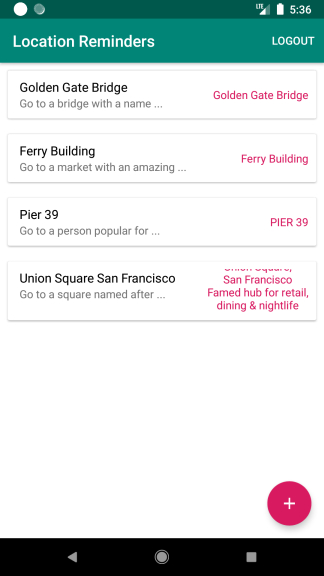 LTE 5:36
Location Reminders LOGOUT
Golden Gate Bridge
Go to a bridge with a name ...
Golden Gate Bridge
Ferry Building
Go to a market with an amazing ...
Ferry Building
Pier 39
Go to a person popular for ...
PIER 39
Union Square San Francisco
Go to a square named after ...
Union Square,
San Francisco
Famed hub for retail,
dining & nightlife
+